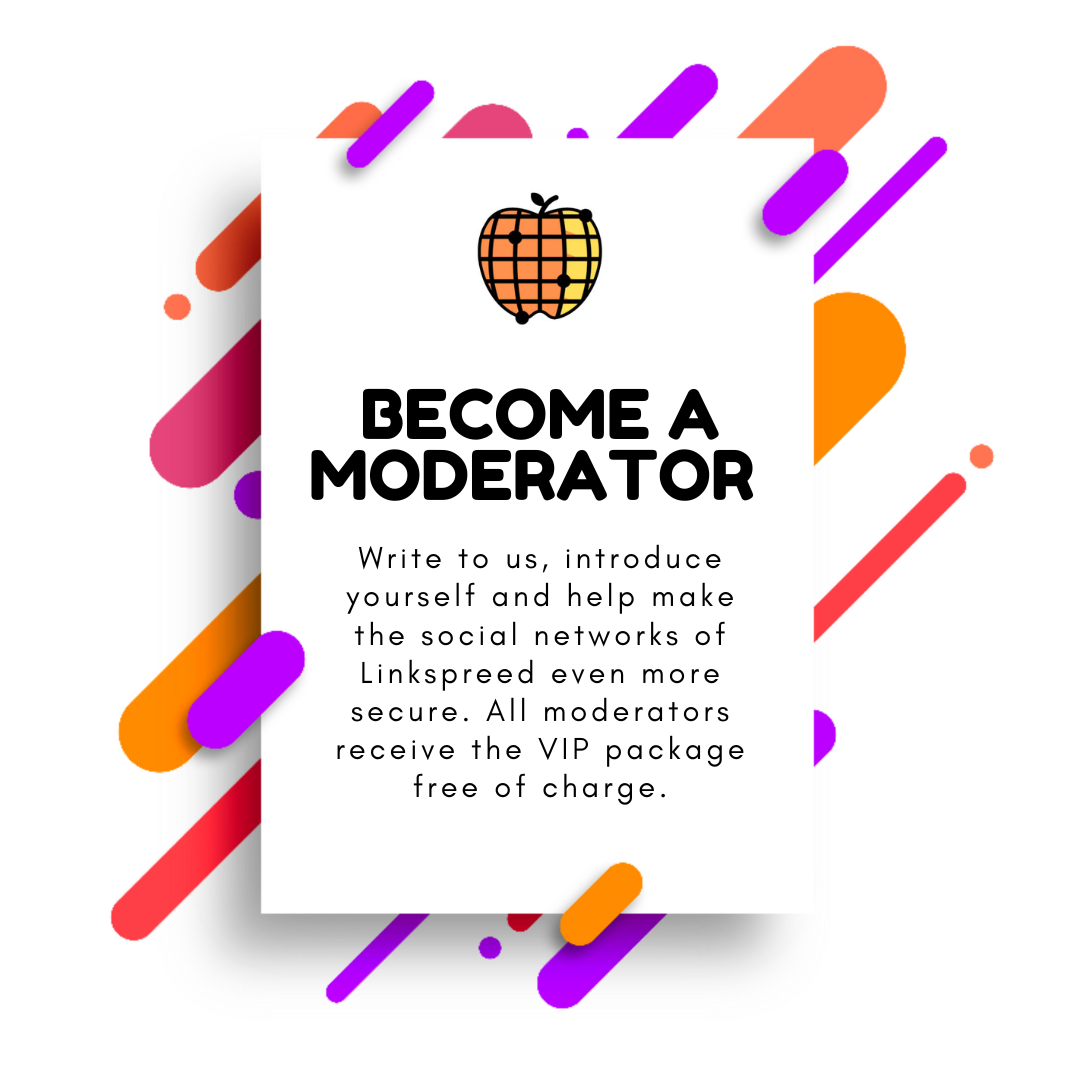 BECOME A
MODERATOR
Write to us, introduce
yourself and help make
the social networks of
Linkspreed even more
secure. All moderators
receive the VIP package
free of charge.